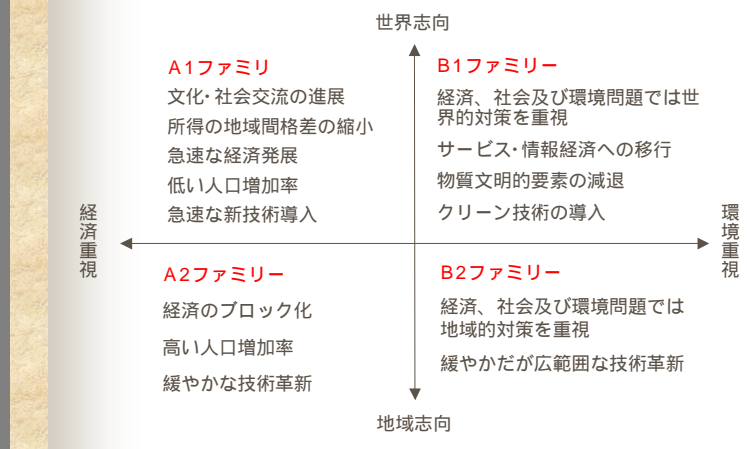 世界志向
A1ファミリ
文化・社会交流の進展
所得の地域間格差の縮小
急速な経済発展
低い人口増加率
急速な新技術導入
B1ファミリー
経済、社会及び環境問題では世
界的対策を重視
サービス・情報経済への移行
物質文明的要素の減退
クリーン技術の導入
経済重視
環境重視
A2ファミリー
経済のブロック化
高い人口増加率
緩やかな技術革新
B2ファミリー
経済、社会及び環境問題では
地域的対策を重視
緩やかだが広範囲な技術革新
地域志向